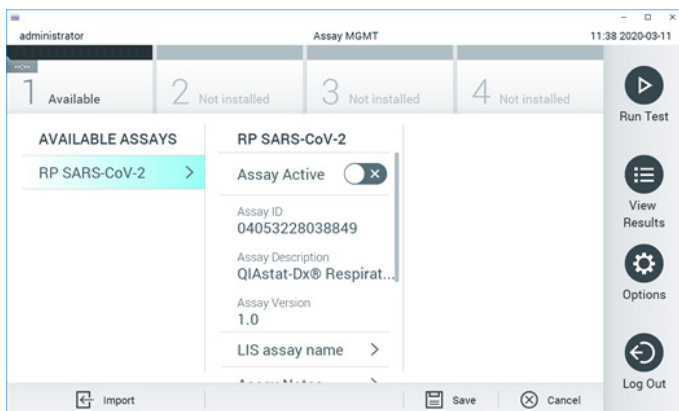 administrator Assay MGMT 11:38 2020-03-11
1 Available 2 Not installed 3 Not installed 4 Not installed
Run Test
AVAILABLE ASSAYS
RP SARS-CoV-2
RP SARS-CoV-2
Assay Active
Assay ID
04053228038849
Assay Description
QIAstat-Dx® Respirat...
Assay Version
1.0
LIS assay name
View
Results
Options
Log Out
Import Save Cancel